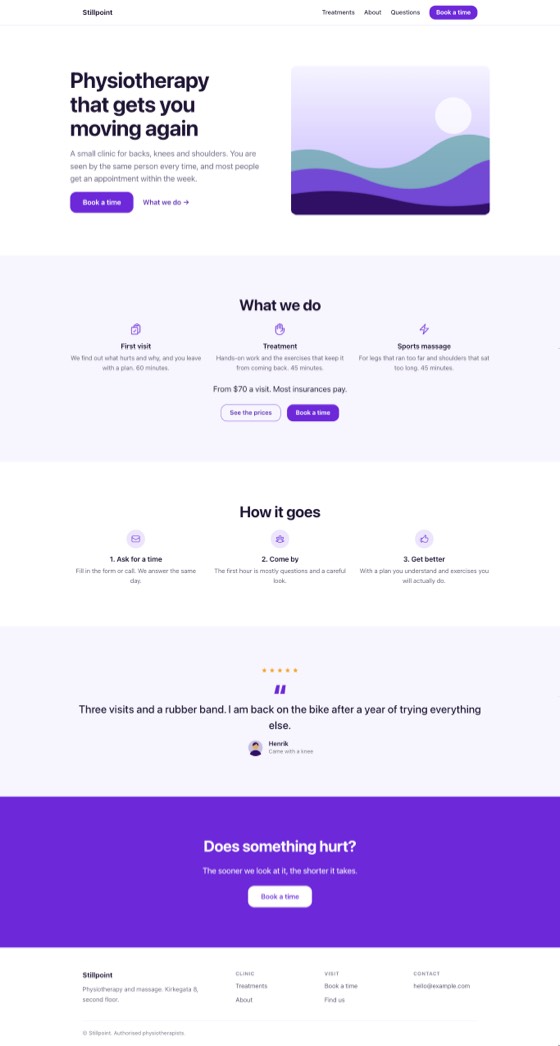 Stillpoint
Treatments About Questions Book a time
Physiotherapy
that gets you
moving again
A small clinic for backs, knees and shoulders. You are
seen by the same person every time, and most people
get an appointment within the week.
Book a time What we do →
What we do
First visit
We find out what hurts and why, and you leave
with a plan. 60 minutes.
Treatment
Hands-on work and the exercises that keep it
from coming back. 45 minutes.
Sports massage
For legs that ran too far and shoulders that sat
too long. 45 minutes.
From $70 a visit. Most insurances pay.
See the prices Book a time
How it goes
1. Ask for a time
Fill in the form or call. We answer the same
day.
2. Come by
The first hour is mostly questions and a careful
look.
3. Get better
With a plan you understand and exercises you
will actually do.
★★★★★
"
Three visits and a rubber band. I am back on the bike after a year of trying everything
else.
Henrik
Came with a knee
Does something hurt?
The sooner we look at it, the shorter it takes.
Book a time
Stillpoint
Physiotherapy and massage. Kirkegata 8,
second floor.
CLINIC
Treatments
About
VISIT
Book a time
Find us
CONTACT
hello@example.com
© Stillpoint. Authorised physiotherapists.